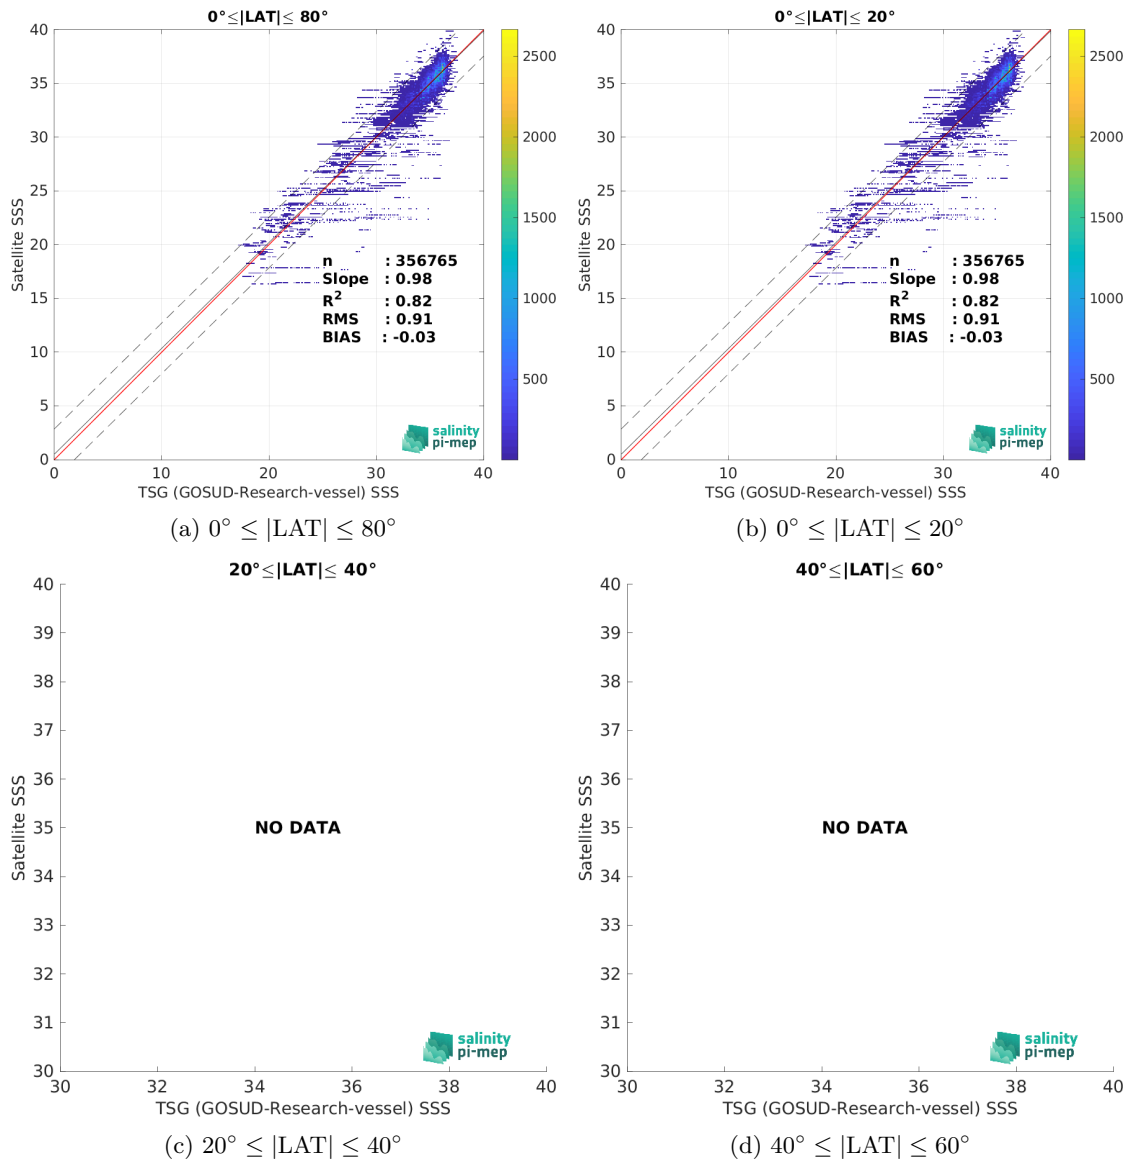 0°≤|LAT|≤ 80°
40
35
30
25
20
15
10
5
0
0
10
20
30
40
Satellite SSS
TSG (GOSUD-Research-vessel) SSS
n : 356765
Slope : 0.98
R² : 0.82
RMS : 0.91
BIAS : -0.03
salinity
pi-mep
2500
2000
1500
1000
500
(a) 0° ≤ |LAT| ≤ 80°
0°≤|LAT|≤ 20°
40
35
30
25
20
15
10
5
0
0
10
20
30
40
Satellite SSS
TSG (GOSUD-Research-vessel) SSS
n : 356765
Slope : 0.98
R² : 0.82
RMS : 0.91
BIAS : -0.03
salinity
pi-mep
2500
2000
1500
1000
500
(b) 0° ≤ |LAT| ≤ 20°
20°≤|LAT|≤ 40°
40
39
38
37
36
35
34
33
32
31
30
30
32
34
36
38
40
Satellite SSS
NO DATA
TSG (GOSUD-Research-vessel) SSS
salinity
pi-mep
(c) 20° ≤ |LAT| ≤ 40°
40°≤|LAT|≤ 60°
40
39
38
37
36
35
34
33
32
31
30
30
32
34
36
38
40
Satellite SSS
NO DATA
TSG (GOSUD-Research-vessel) SSS
salinity
pi-mep
(d) 40° ≤ |LAT| ≤ 60°